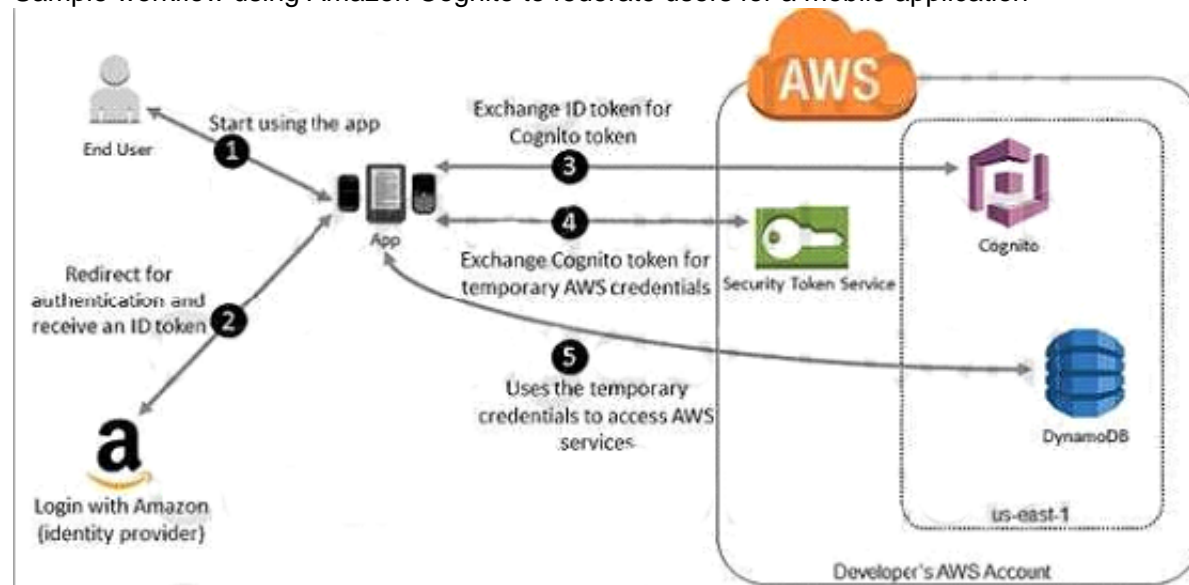 Sample workflow using Amazon Cognito to federate users for a mobile application
AWS
End User
Start using the app
1
Exchange ID token for
Cognito token
3
4
App
Cognito
Exchange Cognito token for
temporary AWS credentials
Security Token Service
Redirect for
authentication and
receive an ID token
2
5
Uses the temporary
credentials to access AWS
services
DynamoDB
a
Login with Amazon
(identity provider)
us-east-1
Developer's AWS Account